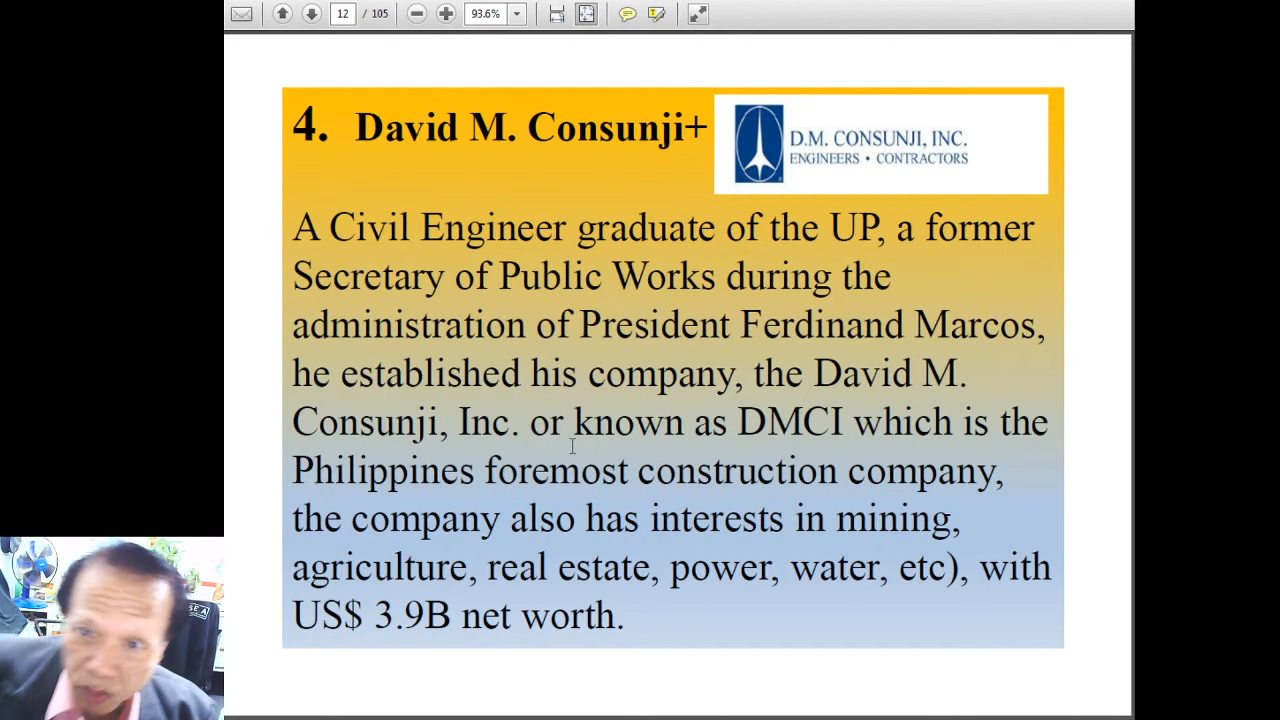 12 / 105 93.6%
4. David M. Consunji+
D.M. CONSUNJI, INC.
ENGINEERS • CONTRACTORS
A Civil Engineer graduate of the UP, a former
Secretary of Public Works during the
administration of President Ferdinand Marcos,
he established his company, the David M.
Consunji, Inc. or known as DMCI which is the
Philippines foremost construction company,
the company also has interests in mining,
agriculture, real estate, power, water, etc), with
US$ 3.9B net worth.